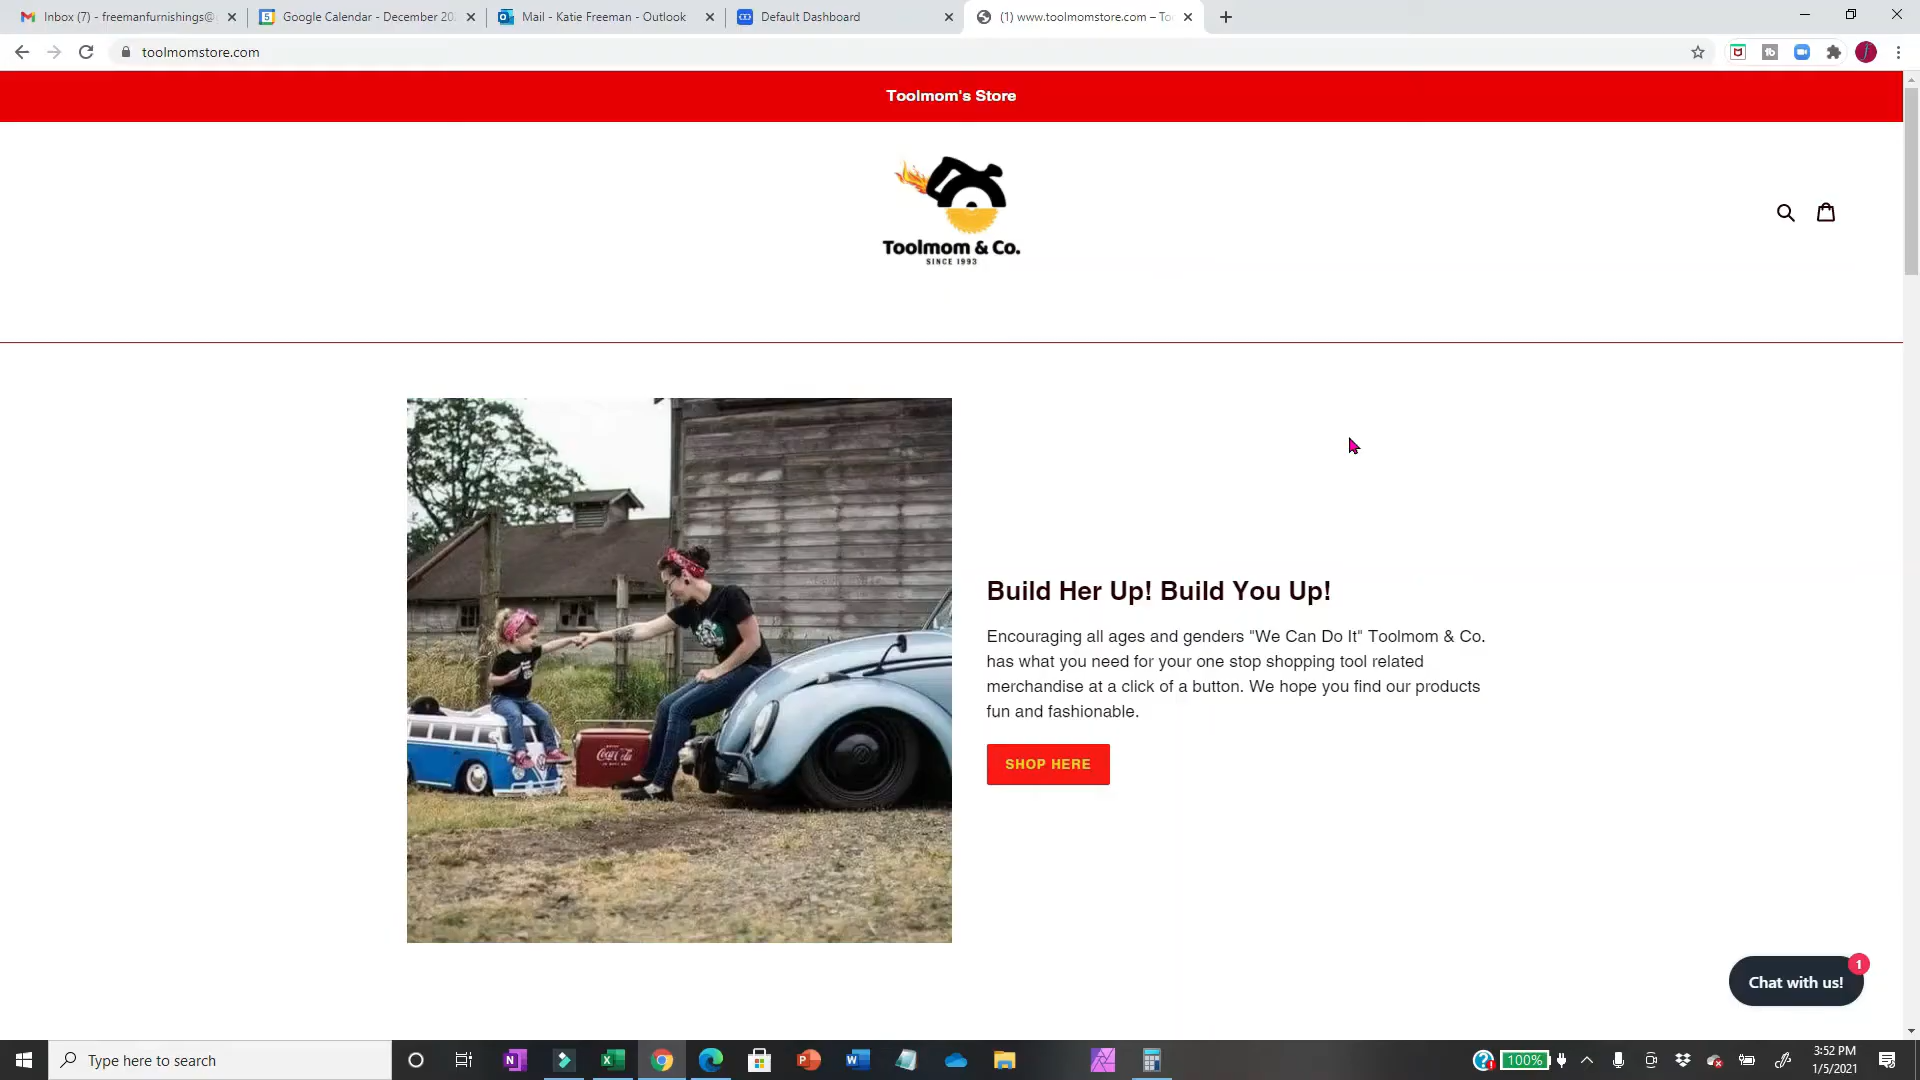 Inbox (7) - freemanfurnishings@
Google Calendar - December 20
Mail - Katie Freeman - Outlook
Default Dashboard
(1) www.toolmomstore.com – To
toolmomstore.com
Toolmom's Store
Toolmom & Co.
SINCE 1993
Build Her Up! Build You Up!
Encouraging all ages and genders "We Can Do It" Toolmom & Co.
has what you need for your one stop shopping tool related
merchandise at a click of a button. We hope you find our products
fun and fashionable.
SHOP HERE
Coca-Cola
Chat with us!
1
Type here to search
100%
3:52 PM
1/5/2021